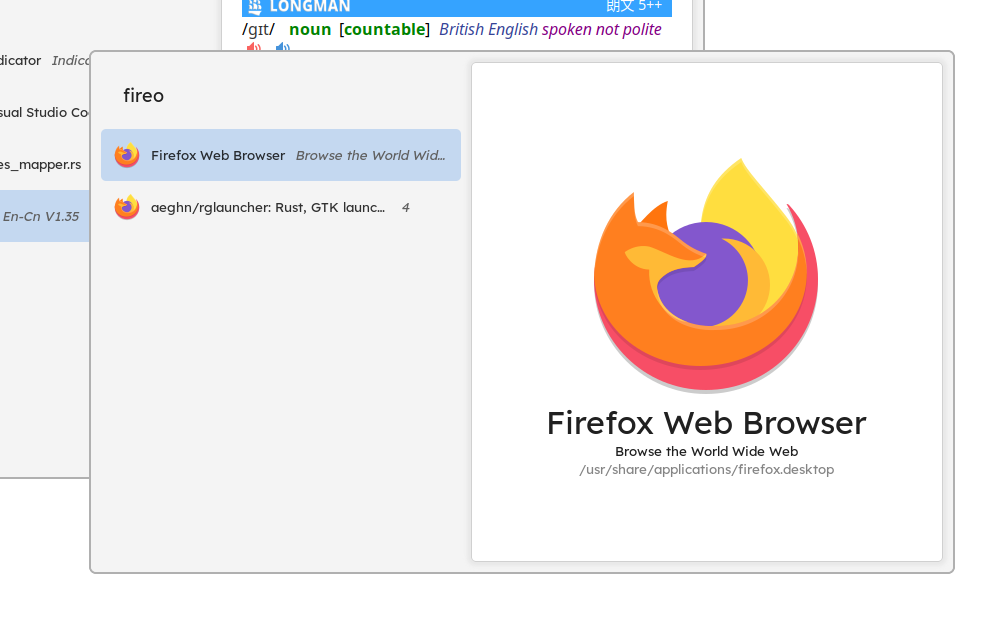 LONGMAN 朗文 5++
/gɪt/ noun [countable] British English spoken not polite
dicator Indic
sual Studio Co
es_mapper.rs
En-Cn V1.35
fireo
Firefox Web Browser Browse the World Wid...
aeghn/rglauncher: Rust, GTK launc... 4
Firefox Web Browser
Browse the World Wide Web
/usr/share/applications/firefox.desktop